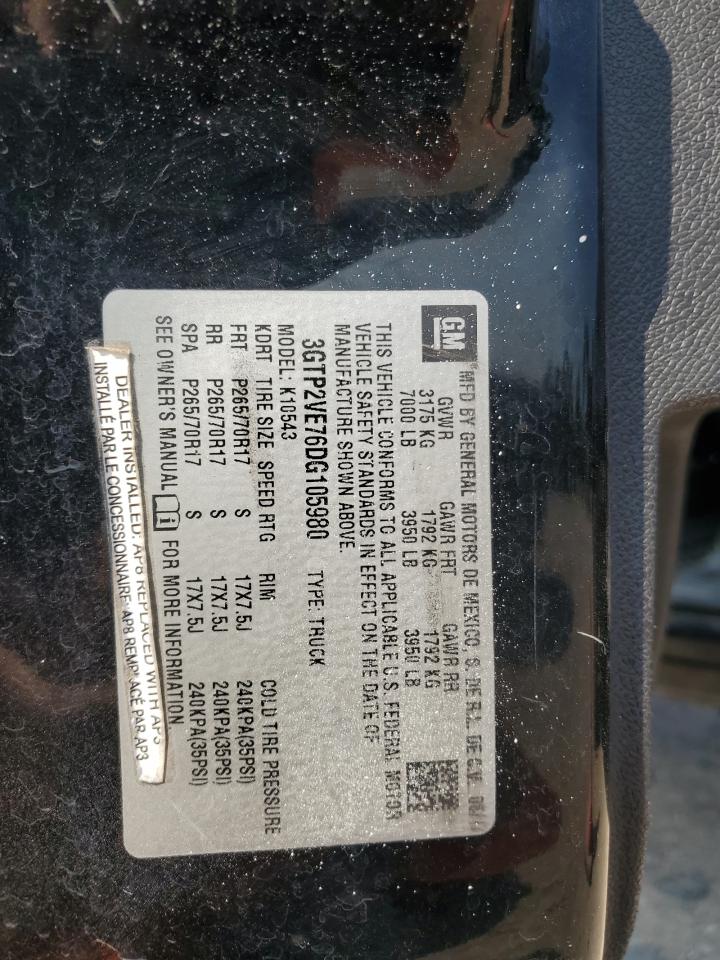 GM
MFD BY GENERAL MOTORS DE MEXICO, S. DE R.L. DE C.V.
GVWR GAWR FRT GAWR RR
3175 KG 1792 KG 1792 KG
7000 LB 3950 LB 3950 LB
THIS VEHICLE CONFORMS TO ALL APPLICABLE U.S. FEDERAL MOTOR
VEHICLE SAFETY STANDARDS IN EFFECT ON THE DATE OF
MANUFACTURE SHOWN ABOVE.
3GTP2VE76DG105980 TYPE: TRUCK
MODEL: K10543
KDRT TIRE SIZE SPEED RTG RIM COLD TIRE PRESSURE
FRT P265/70R17 S 17X7.5J 240KPA(35PSI)
RR P265/70R17 S 17X7.5J 240KPA(35PSI)
SPA P265/70R17 S 17X7.5J 240KPA(35PSI)
SEE OWNER'S MANUAL FOR MORE INFORMATION.
DEALER INSTALLED: AP8 REPLACED WITH AP3
INSTALLÉ PAR LE CONCESSIONNAIRE: AP8 REMPLACÉ PAR AP3